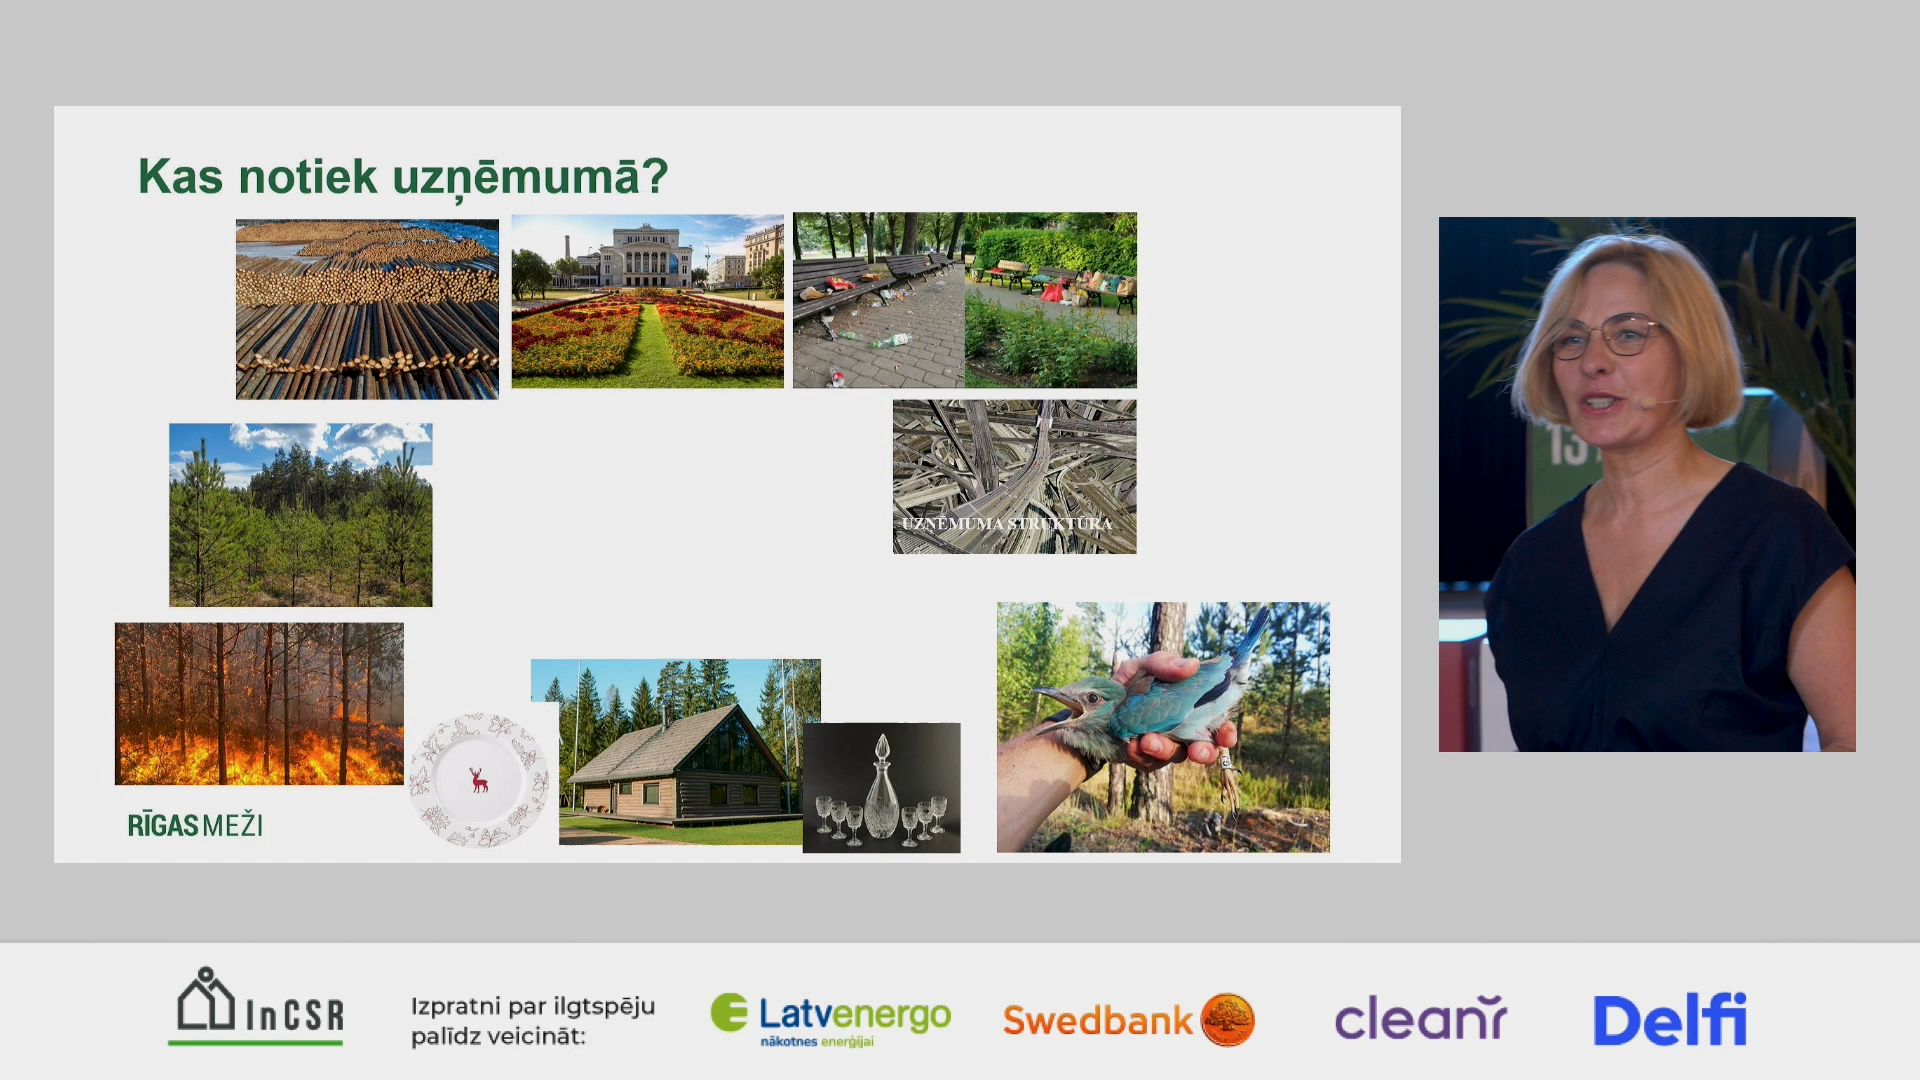 Kas notiek uzņēmumā?
UZŅĒMUMA STRUKTŪRA
13
RĪGAS MEŽI
InCSR
Izpratni par ilgtspēju
palīdz veicināt:
Latvenergo
nākotnes enerģijai
Swedbank
cleanr
Delfi